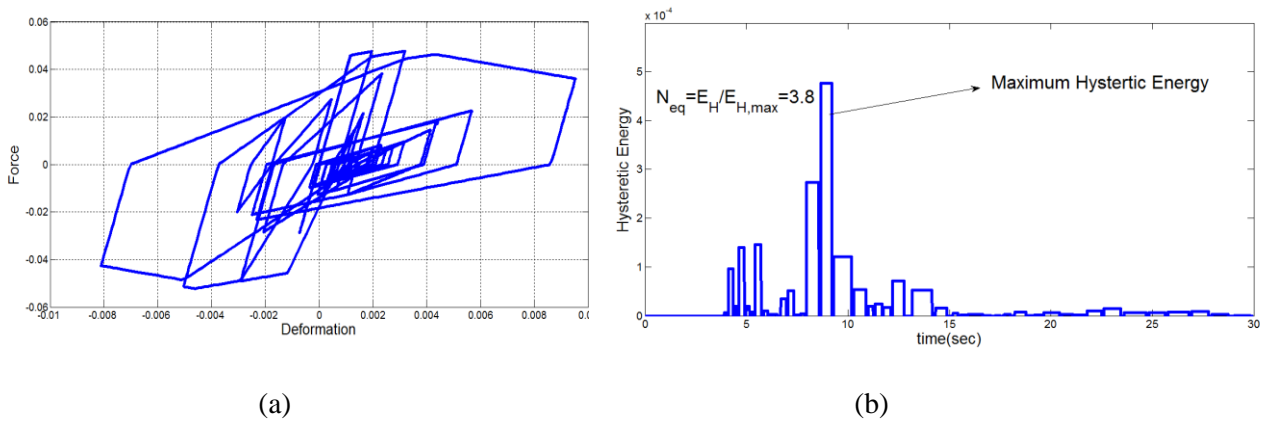 0.06
0.04
0.02
0
-0.02
-0.04
-0.06
Force
-0.01 -0.008 -0.006 -0.004 -0.002 0 0.002 0.004 0.006 0.008 0.0
Deformation
(a)
x 10⁻⁴
5
4
3
2
1
0
Hysteretic Energy
N_eq=E_H/E_H,max=3.8
Maximum Hystertic Energy
0 5 10 15 20 25 30
time(sec)
(b)